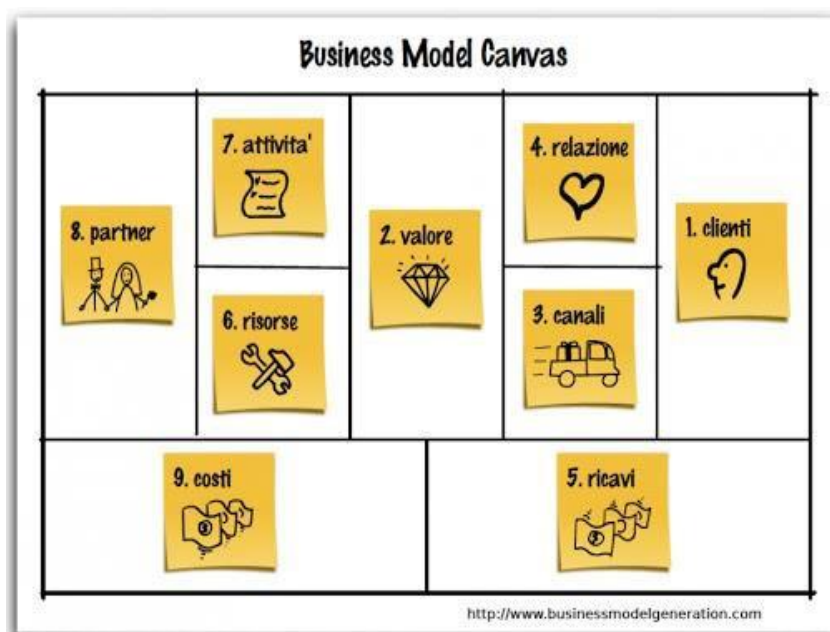 Business Model Canvas
7. attivita'
4. relazione
8. partner
2. valore
1. clienti
6. risorse
3. canali
9. costi
5. ricavi
http://www.businessmodelgeneration.com